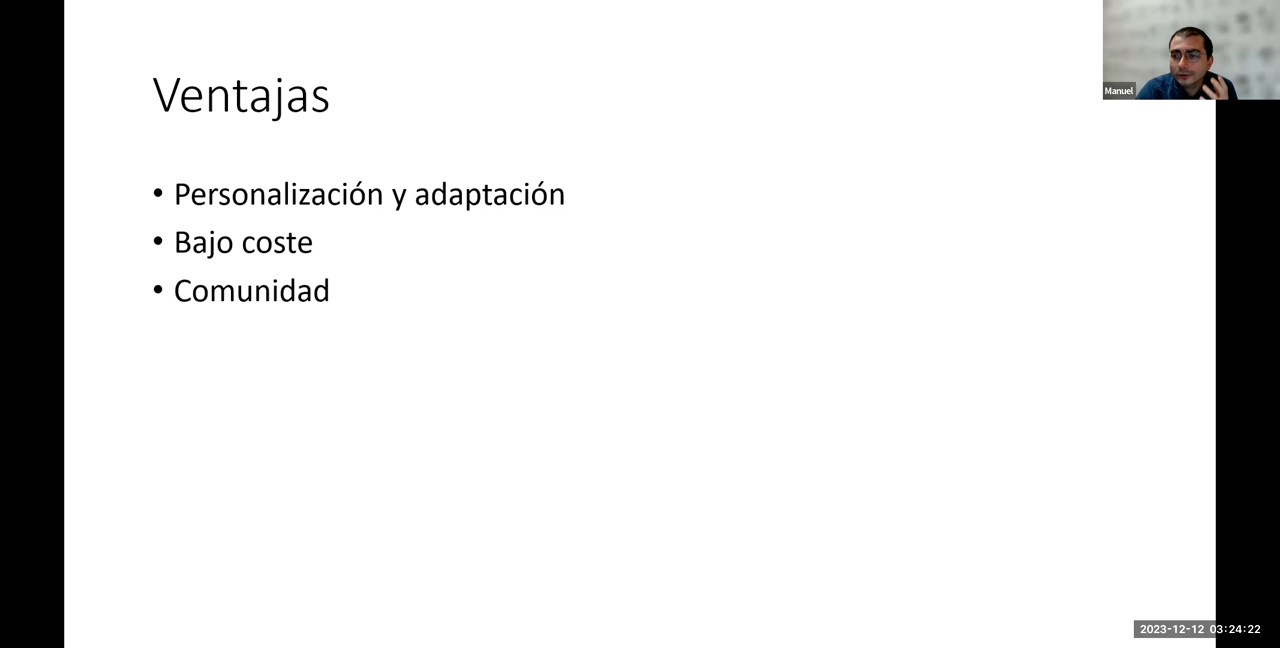 Ventajas
• Personalización y adaptación
• Bajo coste
• Comunidad
Manuel
2023-12-12 03:24:22